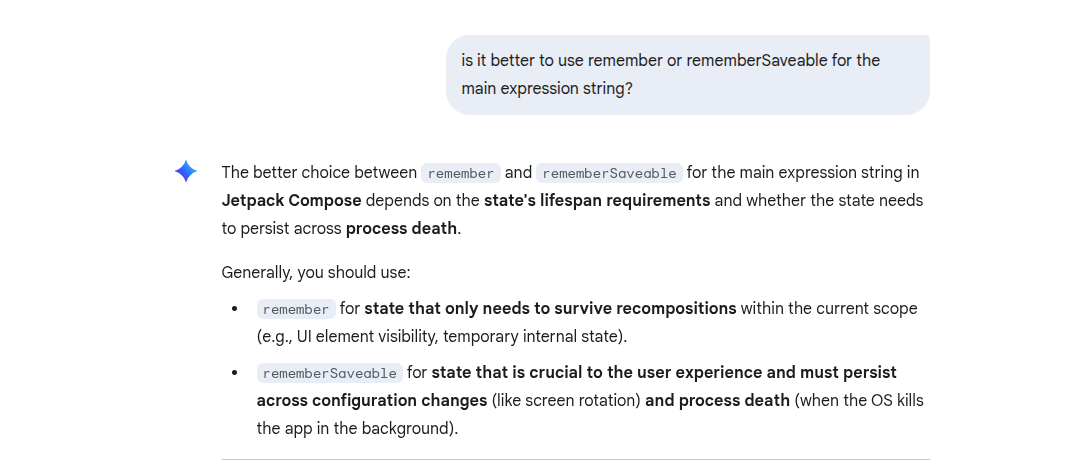 is it better to use remember or rememberSaveable for the
main expression string?
The better choice between remember and rememberSaveable for the main expression string in
Jetpack Compose depends on the state's lifespan requirements and whether the state needs
to persist across process death.
Generally, you should use:
• remember for state that only needs to survive recompositions within the current scope
(e.g., UI element visibility, temporary internal state).
• rememberSaveable for state that is crucial to the user experience and must persist
across configuration changes (like screen rotation) and process death (when the OS kills
the app in the background).